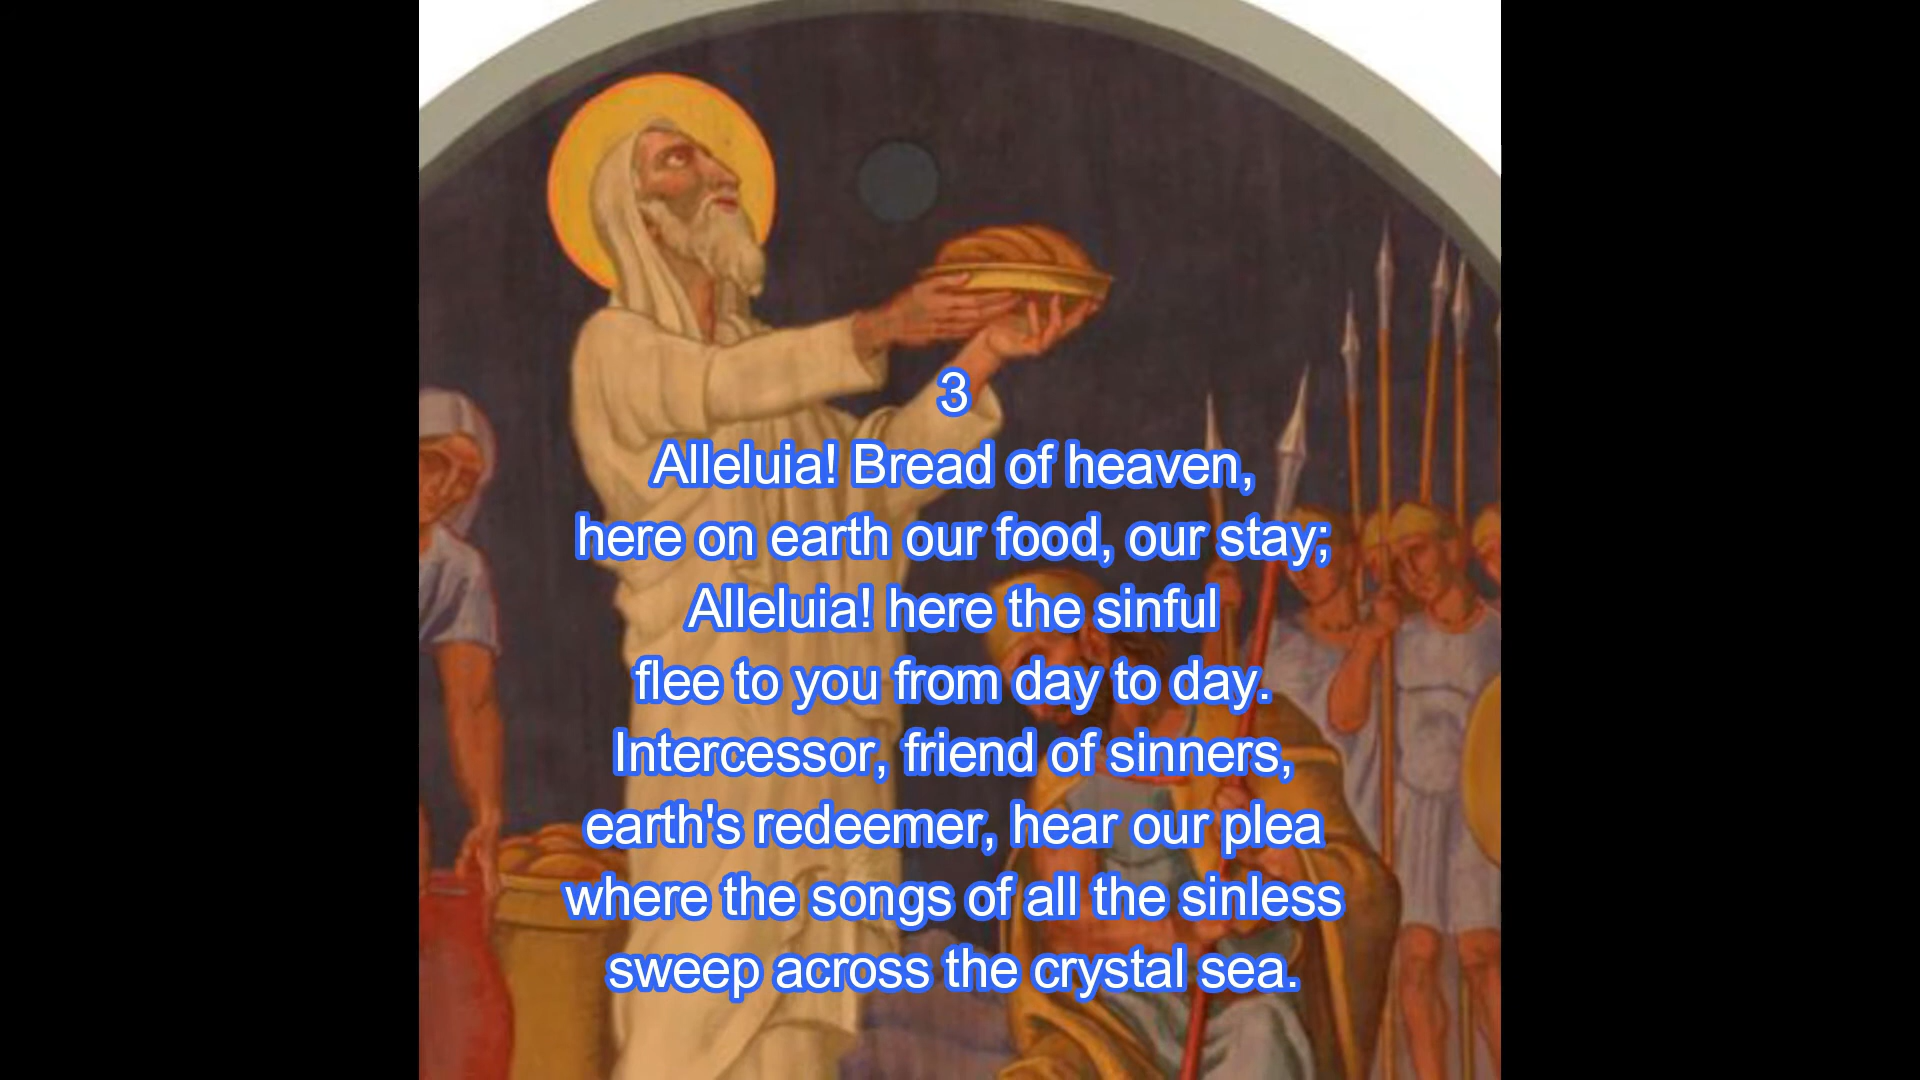 3
Alleluia! Bread of heaven,
here on earth our food, our stay;
Alleluia! here the sinful
flee to you from day to day.
Intercessor, friend of sinners,
earth's redeemer, hear our plea
where the songs of all the sinless
sweep across the crystal sea.